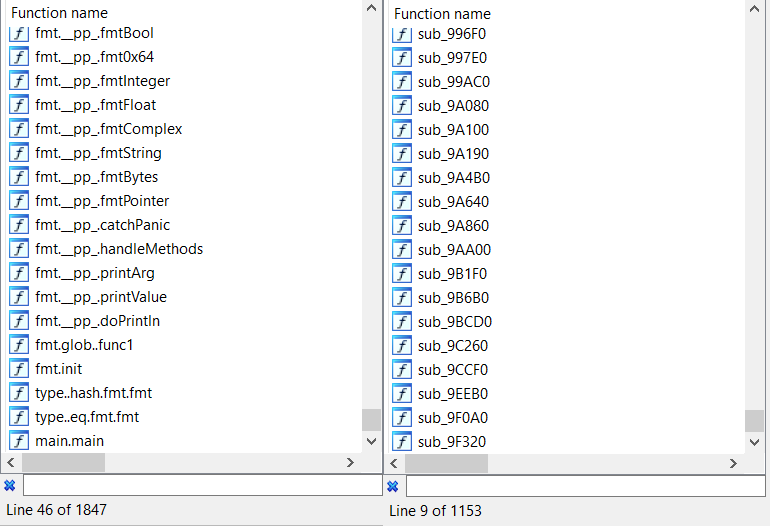 Function name
fmt.__pp_.fmtBool
fmt.__pp_.fmt0x64
fmt.__pp_.fmtInteger
fmt.__pp_.fmtFloat
fmt.__pp_.fmtComplex
fmt.__pp_.fmtString
fmt.__pp_.fmtBytes
fmt.__pp_.fmtPointer
fmt.__pp_.catchPanic
fmt.__pp_.handleMethods
fmt.__pp_.printArg
fmt.__pp_.printValue
fmt.__pp_.doPrintln
fmt.glob..func1
fmt.init
type..hash.fmt.fmt
type..eq.fmt.fmt
main.main
Line 46 of 1847
Function name
sub_996F0
sub_997E0
sub_99AC0
sub_9A080
sub_9A100
sub_9A190
sub_9A4B0
sub_9A640
sub_9A860
sub_9AA00
sub_9B1F0
sub_9B6B0
sub_9BCD0
sub_9C260
sub_9CCF0
sub_9EEB0
sub_9F0A0
sub_9F320
Line 9 of 1153